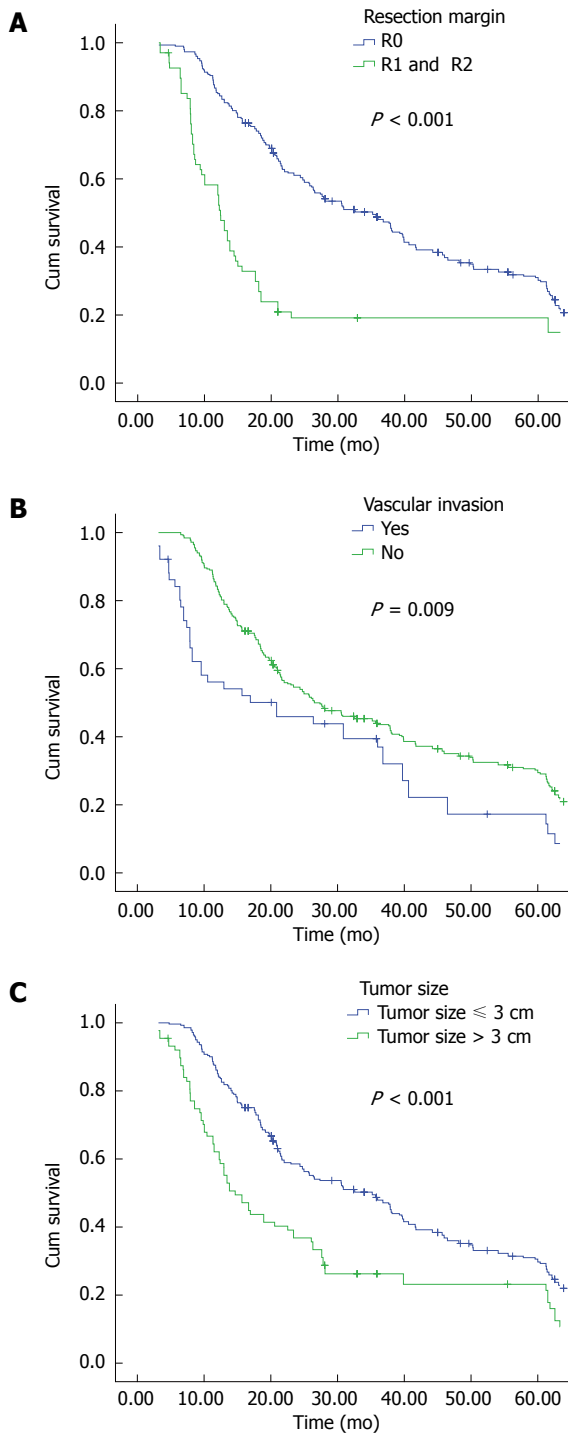 A
Resection margin
R0
R1 and R2
P < 0.001
Cum survival
1.0
0.8
0.6
0.4
0.2
0.0
0.00 10.00 20.00 30.00 40.00 50.00 60.00
Time (mo)
B
Vascular invasion
Yes
No
P = 0.009
Cum survival
1.0
0.8
0.6
0.4
0.2
0.0
0.00 10.00 20.00 30.00 40.00 50.00 60.00
Time (mo)
C
Tumor size
Tumor size ⩽ 3 cm
Tumor size > 3 cm
P < 0.001
Cum survival
1.0
0.8
0.6
0.4
0.2
0.0
0.00 10.00 20.00 30.00 40.00 50.00 60.00
Time (mo)